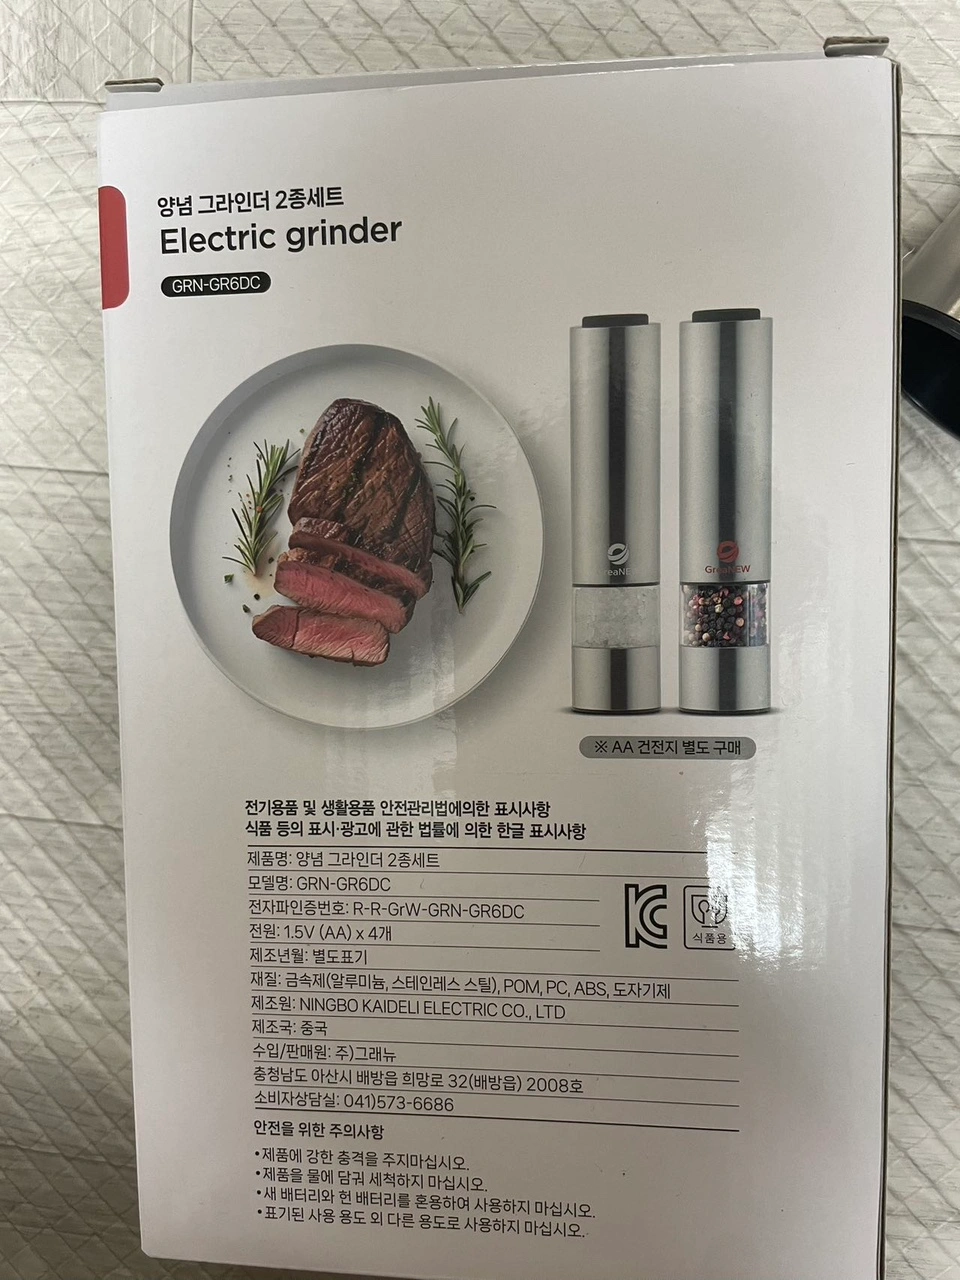 양념 그라인더 2종세트
Electric grinder
GRN-GR6DC
GreaNEW
※ AA 건전지 별도 구매
전기용품 및 생활용품 안전관리법에의한 표시사항
식품 등의 표시·광고에 관한 법률에 의한 한글 표시사항
제품명: 양념 그라인더 2종세트
모델명: GRN-GR6DC
전자파인증번호: R-R-GrW-GRN-GR6DC
전원: 1.5V (AA) x 4개
식품용
제조년월: 별도표기
재질: 금속제(알루미늄, 스테인레스 스틸), POM, PC, ABS, 도자기제
제조원: NINGBO KAIDELI ELECTRIC CO., LTD
제조국: 중국
수입/판매원: 주)그래뉴
충청남도 아산시 배방읍 희망로 32(배방읍) 2008호
소비자상담실: 041)573-6686
안전을 위한 주의사항
•제품에 강한 충격을 주지마십시오.
•제품을 물에 담궈 세척하지 마십시오.
•새 배터리와 헌 배터리를 혼용하여 사용하지 마십시오.
•표기된 사용 용도 외 다른 용도로 사용하지 마십시오.